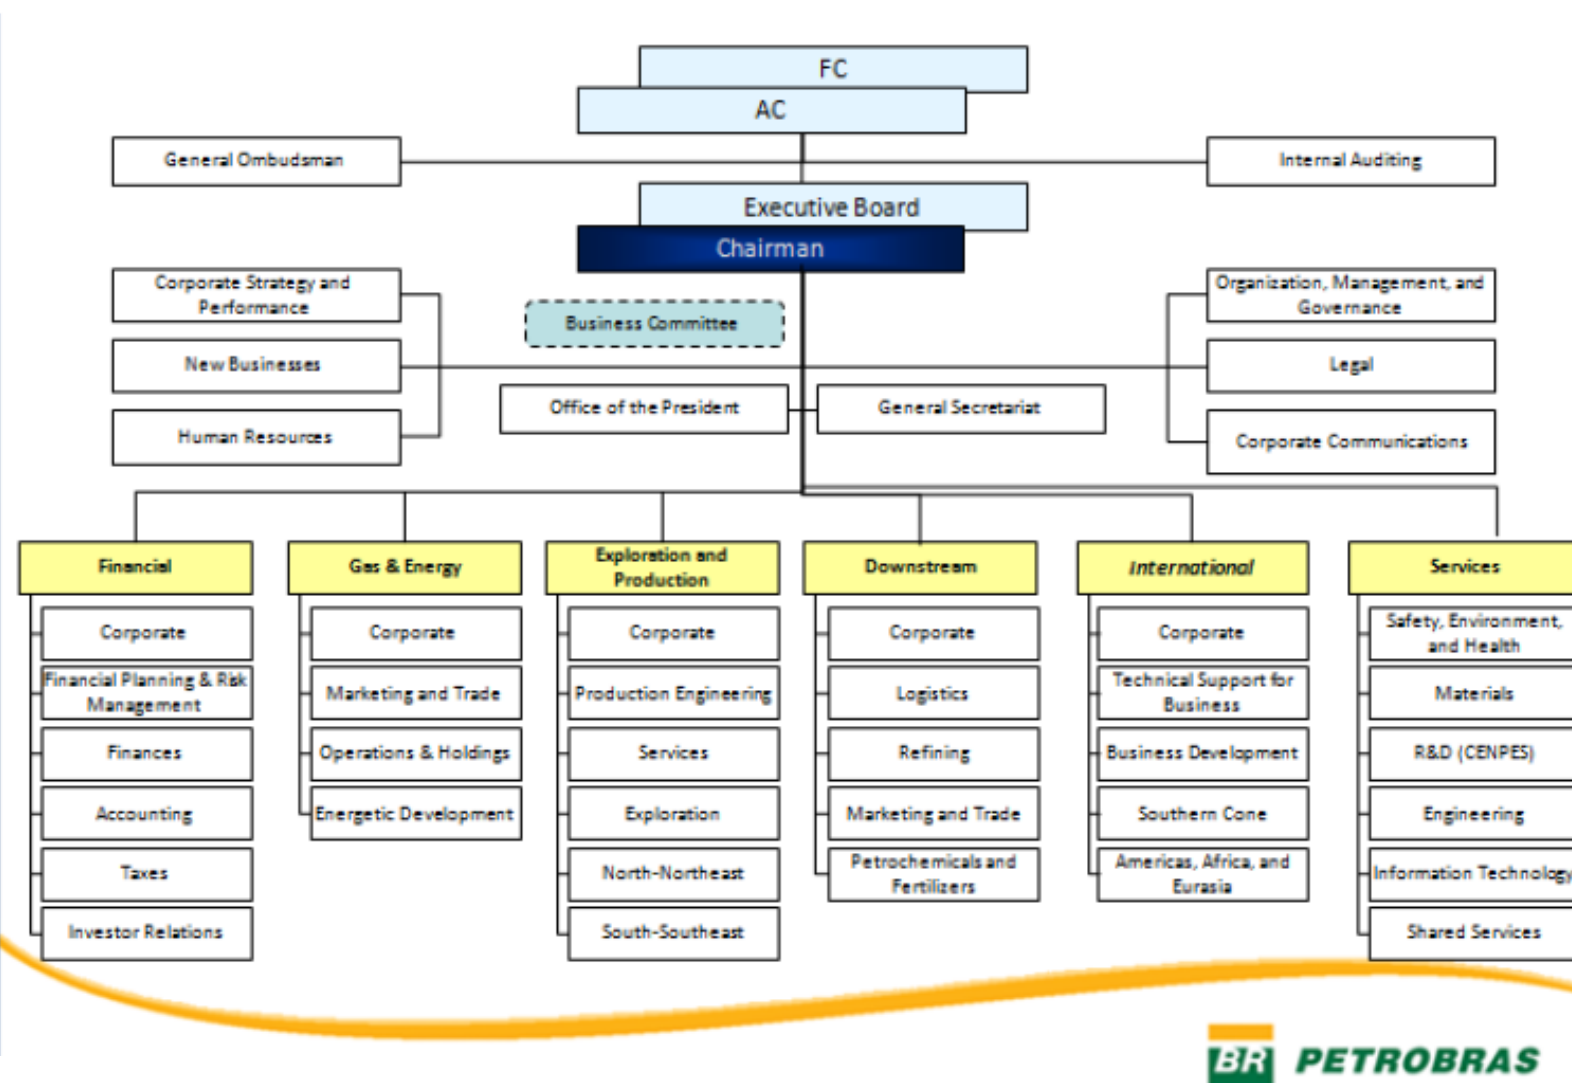 FC
AC
General Ombudsman
Internal Auditing
Executive Board
Chairman
Corporate Strategy and
Performance
Organization, Management, and
Governance
Business Committee
New Businesses
Legal
Office of the President
General Secretariat
Human Resources
Corporate Communications
Financial
Corporate
Financial Planning & Risk
Management
Finances
Accounting
Taxes
Investor Relations
Gas & Energy
Corporate
Marketing and Trade
Operations & Holdings
Energetic Development
Exploration and
Production
Corporate
Production Engineering
Services
Exploration
North-Northeast
South-Southeast
Downstream
Corporate
Logistics
Refining
Marketing and Trade
Petrochemicals and
Fertilizers
International
Corporate
Technical Support for
Business
Business Development
Southern Cone
Americas, Africa, and
Eurasia
Services
Safety, Environment,
and Health
Materials
R&D (CENPES)
Engineering
Information Technology
Shared Services
BR PETROBRAS